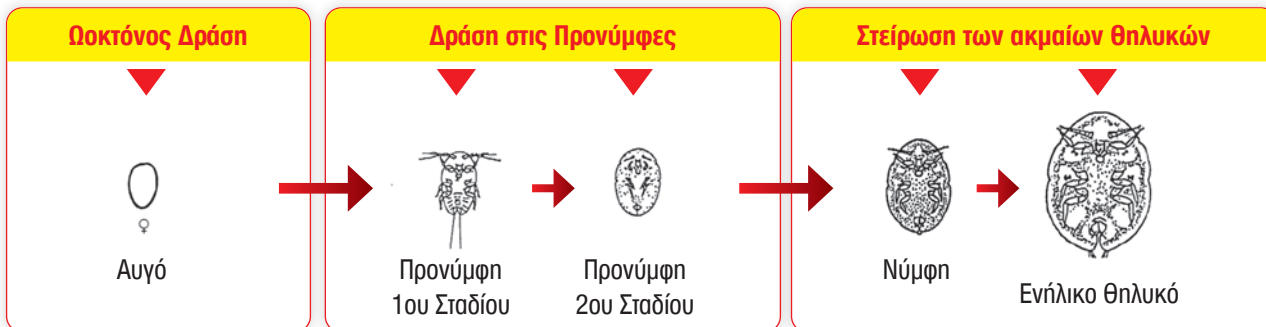 Ωοκτόνος Δράση
Δράση στις Προνύμφες
Στείρωση των ακμαίων θηλυκών
♀
Αυγό
Προνύμφη
1ου Σταδίου
Προνύμφη
2ου Σταδίου
Νύμφη
Ενήλικο θηλυκό